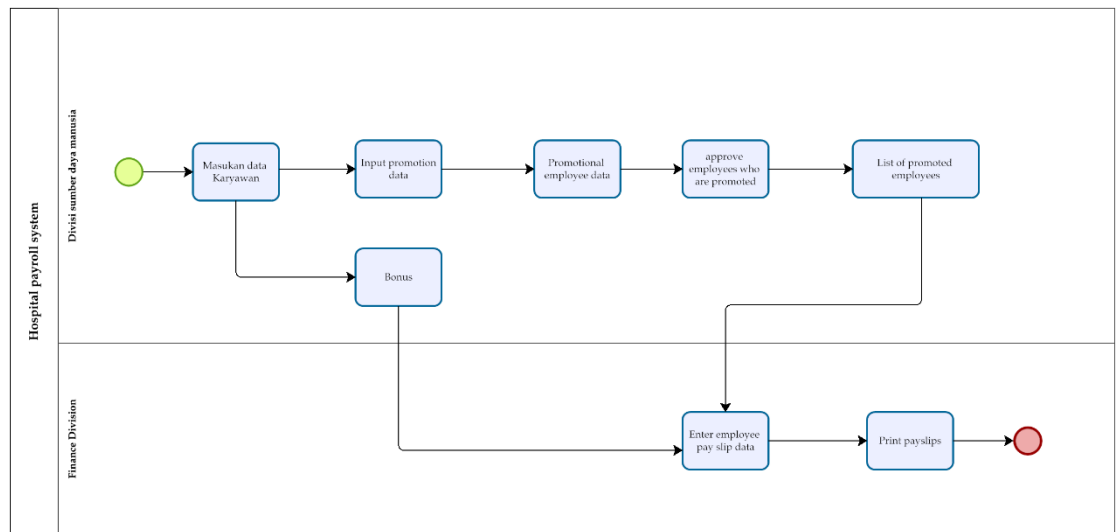 Hospital payroll system
Divisi sumber daya manusia
Masukan data
Karyawan
Input promotion
data
Promotional
employee data
approve
employees who
are promoted
List of promoted
employees
Bonus
Finance Division
Enter employee
pay slip data
Print payslips